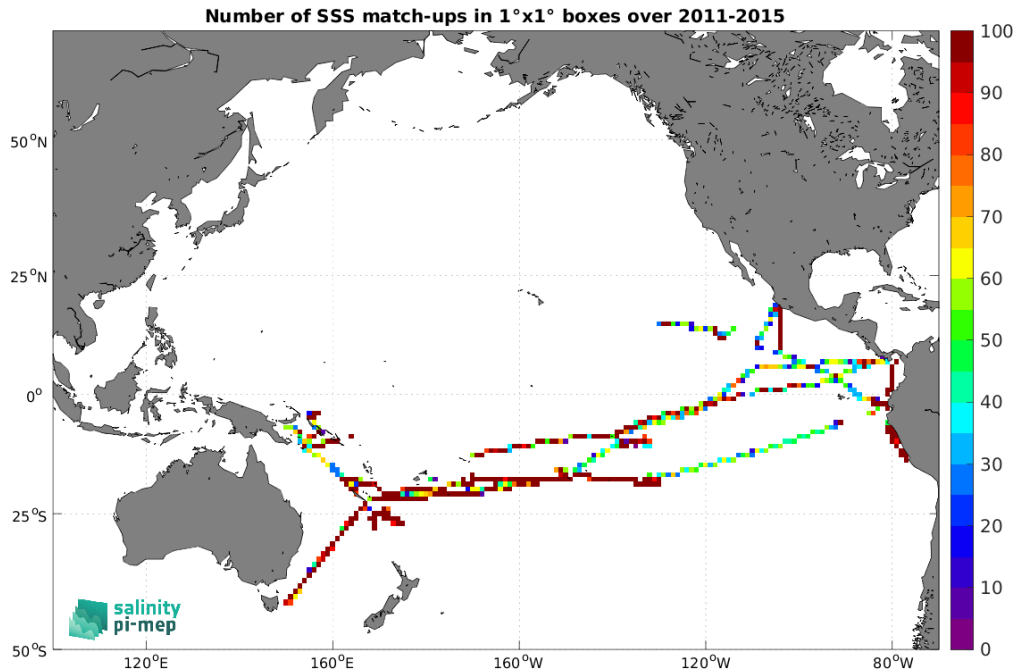 Number of SSS match-ups in 1°x1° boxes over 2011-2015
100
90
80
70
60
50
40
30
20
10
0
50°N
25°N
0°
25°S
50°S
120°E
160°E
160°W
120°W
80°W
salinity
pi-mep